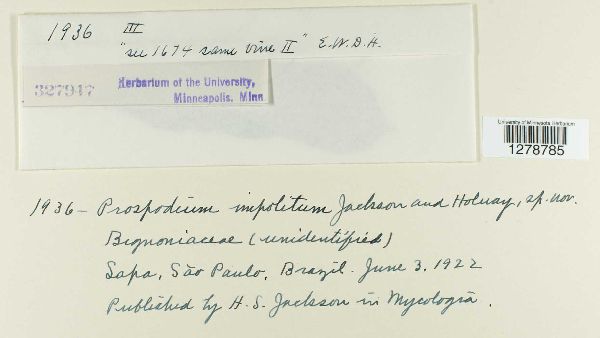 1936 III
"see 1674 same vine II" E.W.D.H.
327917
Herbarium of the University,
Minneapolis, Minn
University of Minnesota Herbarium
1278785
1936 - Prospodium impolitum Jackson and Holway, sp. nov.
Bignoniaceae (unidentified)
Sapa, São Paulo, Brazil. June 3, 1922
Published by H. S. Jackson in Mycologia.